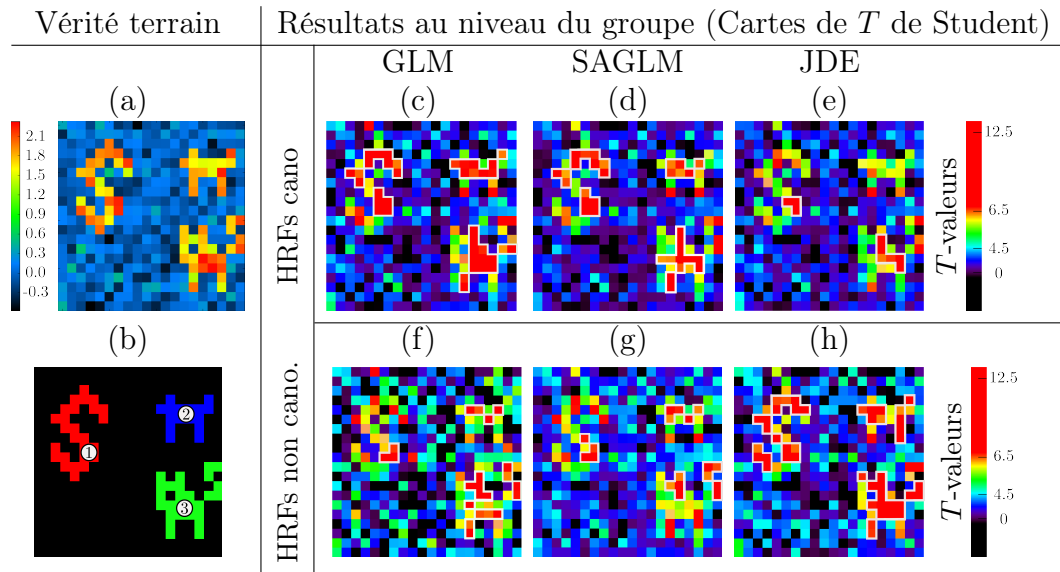 Vérité terrain
Résultats au niveau du groupe (Cartes de T de Student)
GLM SAGLM JDE
(a)
(c) (d) (e)
2.1
1.8
1.5
1.2
0.9
0.6
0.3
0.0
-0.3
HRFs cano
T-valeurs
12.5
6.5
4.5
0
(b)
(f) (g) (h)
1
2
3
HRFs non cano.
T-valeurs
12.5
6.5
4.5
0